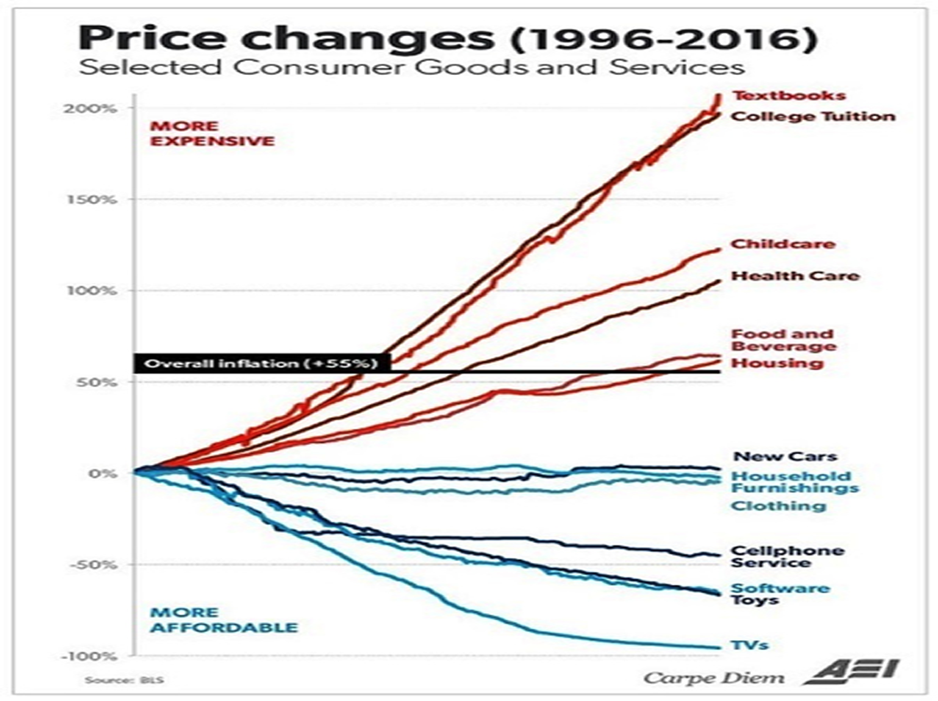 Price changes (1996-2016)
Selected Consumer Goods and Services
200%
MORE
EXPENSIVE
150%
100%
Overall inflation (+55%)
50%
0%
-50%
MORE
AFFORDABLE
-100%
Textbooks
College Tuition
Childcare
Health Care
Food and
Beverage
Housing
New Cars
Household
Furnishings
Clothing
Cellphone
Service
Software
Toys
TVs
Source: BLS
Carpe Diem
AEI